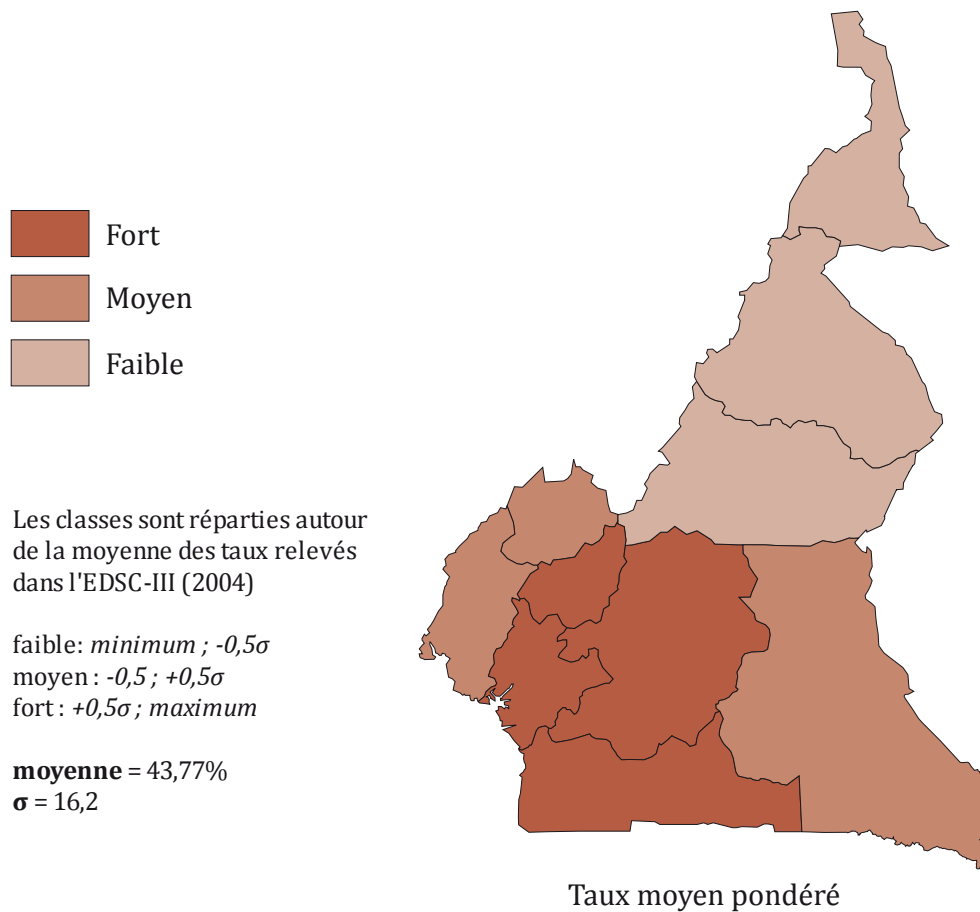 Fort
Moyen
Faible
Les classes sont réparties autour
de la moyenne des taux relevés
dans l'EDSC-III (2004)
faible: minimum ; -0,5σ
moyen : -0,5 ; +0,5σ
fort : +0,5σ ; maximum
moyenne = 43,77%
σ = 16,2
Taux moyen pondéré